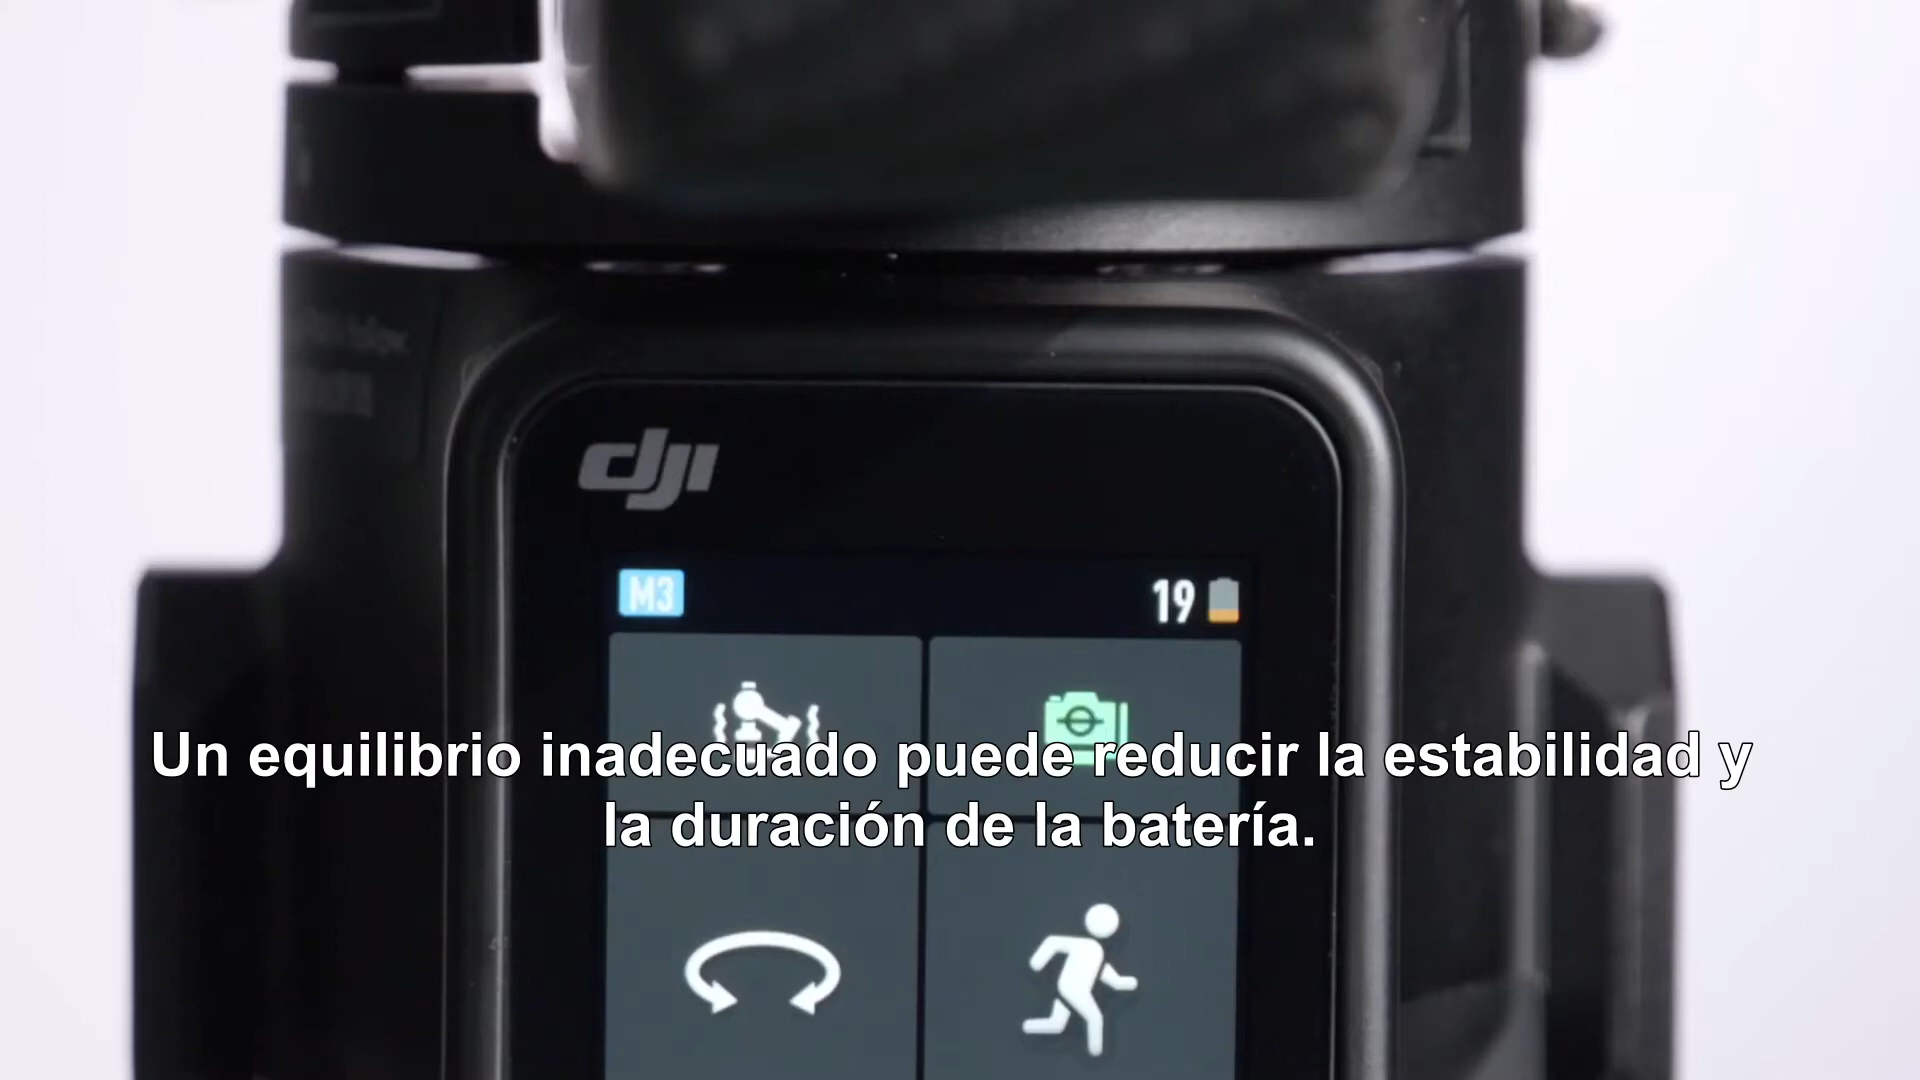 dji
M3
19
Un equilibrio inadecuado puede reducir la estabilidad y
la duración de la batería.